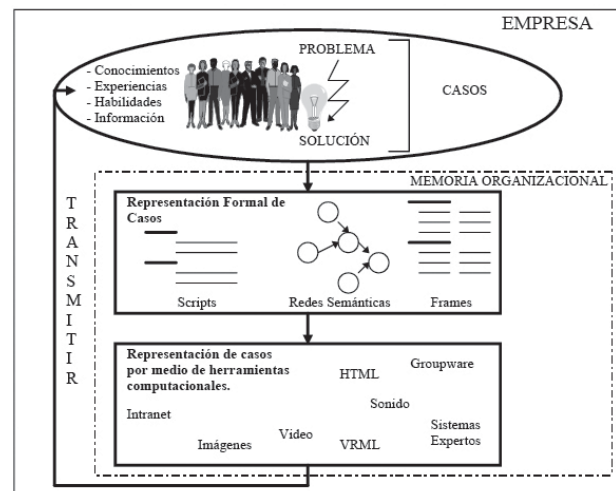 EMPRESA
PROBLEMA
- Conocimientos
- Experiencias
- Habilidades
- Información
CASOS
SOLUCIÓN
MEMORIA ORGANIZACIONAL
TRANSMITIR
Representación Formal de
Casos
Scripts
Redes Semánticas
Frames
Representación de casos
por medio de herramientas
computacionales.
HTML
Groupware
Intranet
Sonido
Imágenes
Video
VRML
Sistemas
Expertos